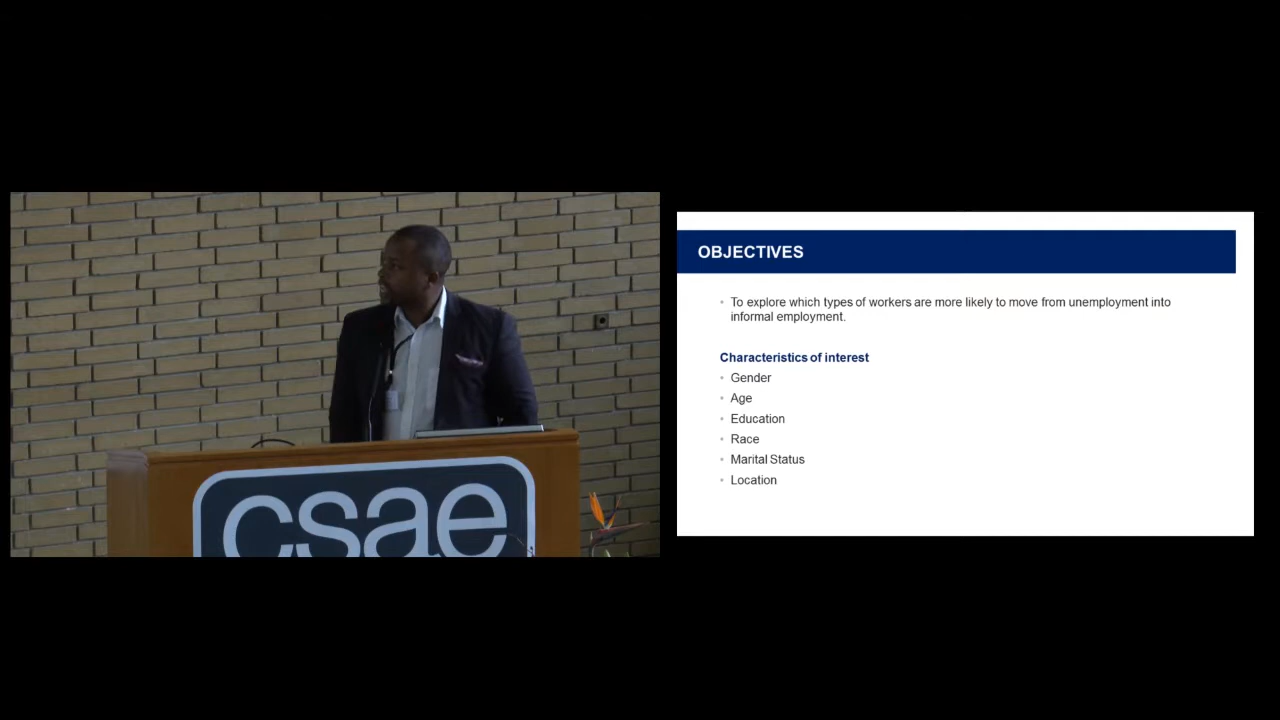 csae
OBJECTIVES
• To explore which types of workers are more likely to move from unemployment into
informal employment.
Characteristics of interest
• Gender
• Age
• Education
• Race
• Marital Status
• Location